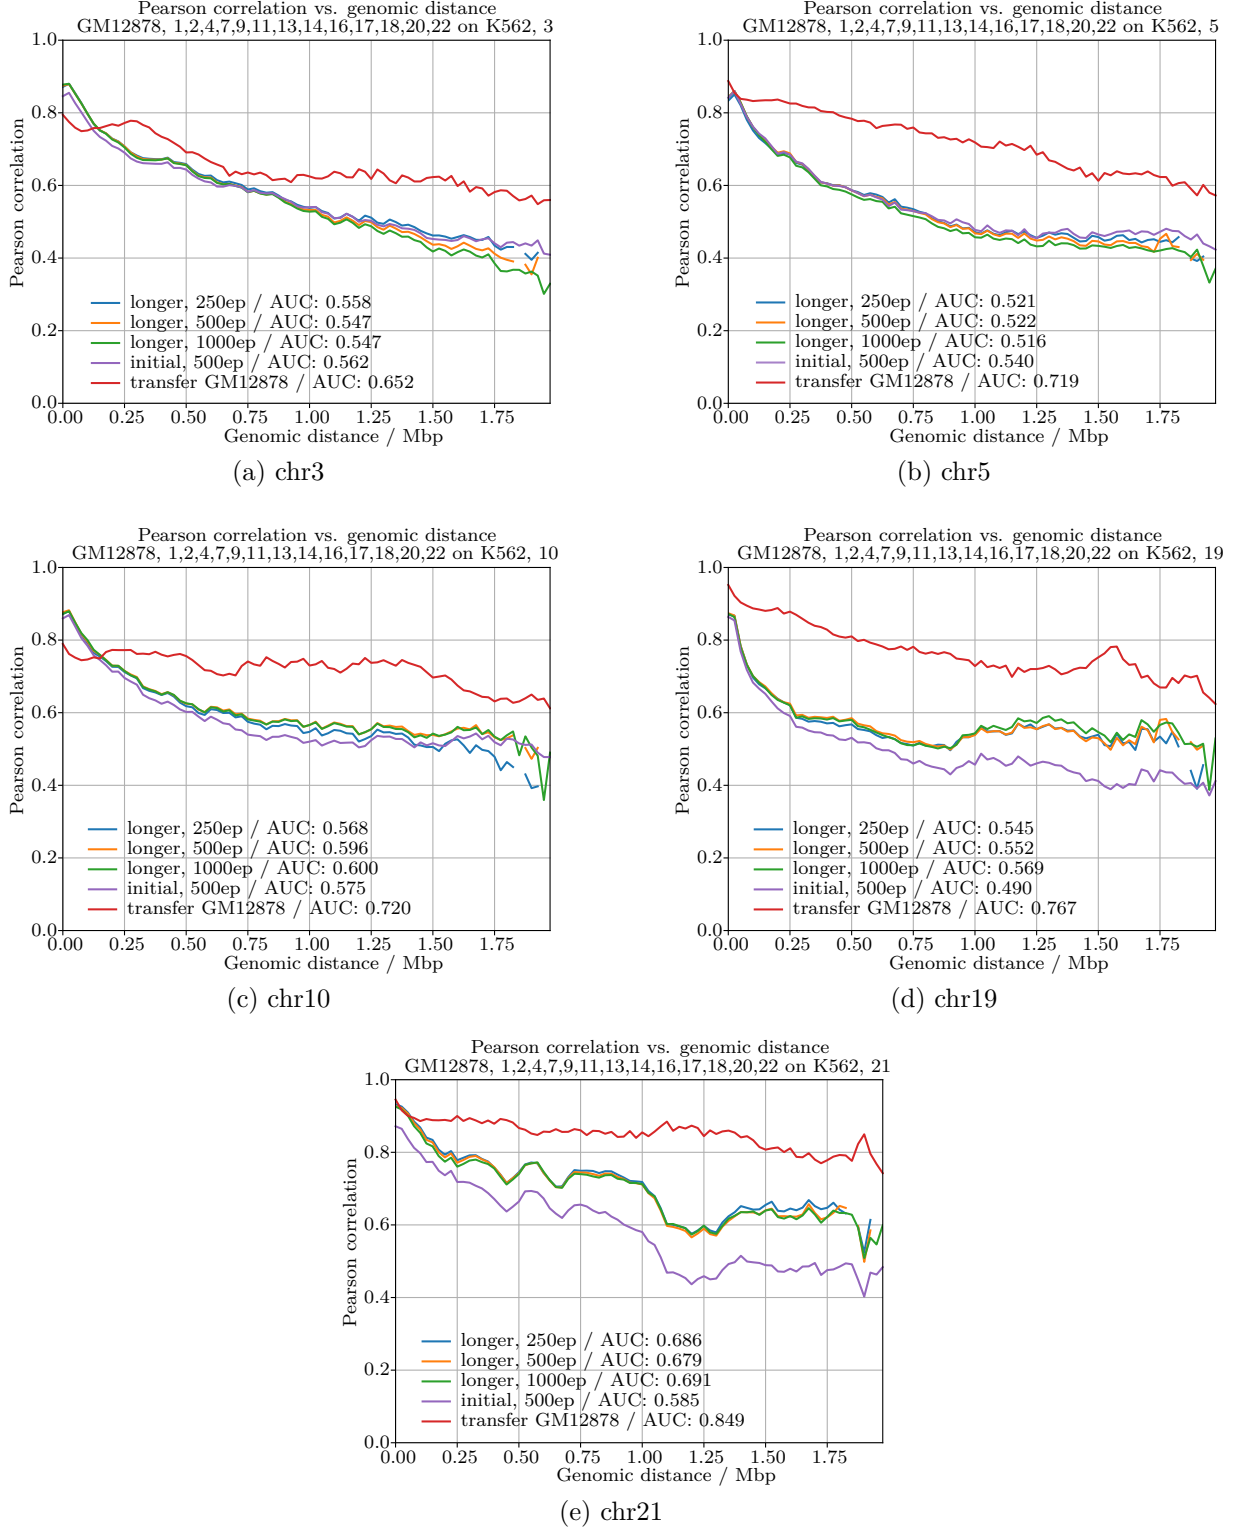 Pearson correlation vs. genomic distance
GM12878, 1,2,4,7,9,11,13,14,16,17,18,20,22 on K562, 3
1.0
0.8
0.6
0.4
0.2
0.0
Pearson correlation
longer, 250ep / AUC: 0.558
longer, 500ep / AUC: 0.547
longer, 1000ep / AUC: 0.547
initial, 500ep / AUC: 0.562
transfer GM12878 / AUC: 0.652
0.00 0.25 0.50 0.75 1.00 1.25 1.50 1.75
Genomic distance / Mbp
(a) chr3
Pearson correlation vs. genomic distance
GM12878, 1,2,4,7,9,11,13,14,16,17,18,20,22 on K562, 5
1.0
0.8
0.6
0.4
0.2
0.0
Pearson correlation
longer, 250ep / AUC: 0.521
longer, 500ep / AUC: 0.522
longer, 1000ep / AUC: 0.516
initial, 500ep / AUC: 0.540
transfer GM12878 / AUC: 0.719
0.00 0.25 0.50 0.75 1.00 1.25 1.50 1.75
Genomic distance / Mbp
(b) chr5
Pearson correlation vs. genomic distance
GM12878, 1,2,4,7,9,11,13,14,16,17,18,20,22 on K562, 10
1.0
0.8
0.6
0.4
0.2
0.0
Pearson correlation
longer, 250ep / AUC: 0.568
longer, 500ep / AUC: 0.596
longer, 1000ep / AUC: 0.600
initial, 500ep / AUC: 0.575
transfer GM12878 / AUC: 0.720
0.00 0.25 0.50 0.75 1.00 1.25 1.50 1.75
Genomic distance / Mbp
(c) chr10
Pearson correlation vs. genomic distance
GM12878, 1,2,4,7,9,11,13,14,16,17,18,20,22 on K562, 19
1.0
0.8
0.6
0.4
0.2
0.0
Pearson correlation
longer, 250ep / AUC: 0.545
longer, 500ep / AUC: 0.552
longer, 1000ep / AUC: 0.569
initial, 500ep / AUC: 0.490
transfer GM12878 / AUC: 0.767
0.00 0.25 0.50 0.75 1.00 1.25 1.50 1.75
Genomic distance / Mbp
(d) chr19
Pearson correlation vs. genomic distance
GM12878, 1,2,4,7,9,11,13,14,16,17,18,20,22 on K562, 21
1.0
0.8
0.6
0.4
0.2
0.0
Pearson correlation
longer, 250ep / AUC: 0.686
longer, 500ep / AUC: 0.679
longer, 1000ep / AUC: 0.691
initial, 500ep / AUC: 0.585
transfer GM12878 / AUC: 0.849
0.00 0.25 0.50 0.75 1.00 1.25 1.50 1.75
Genomic distance / Mbp
(e) chr21